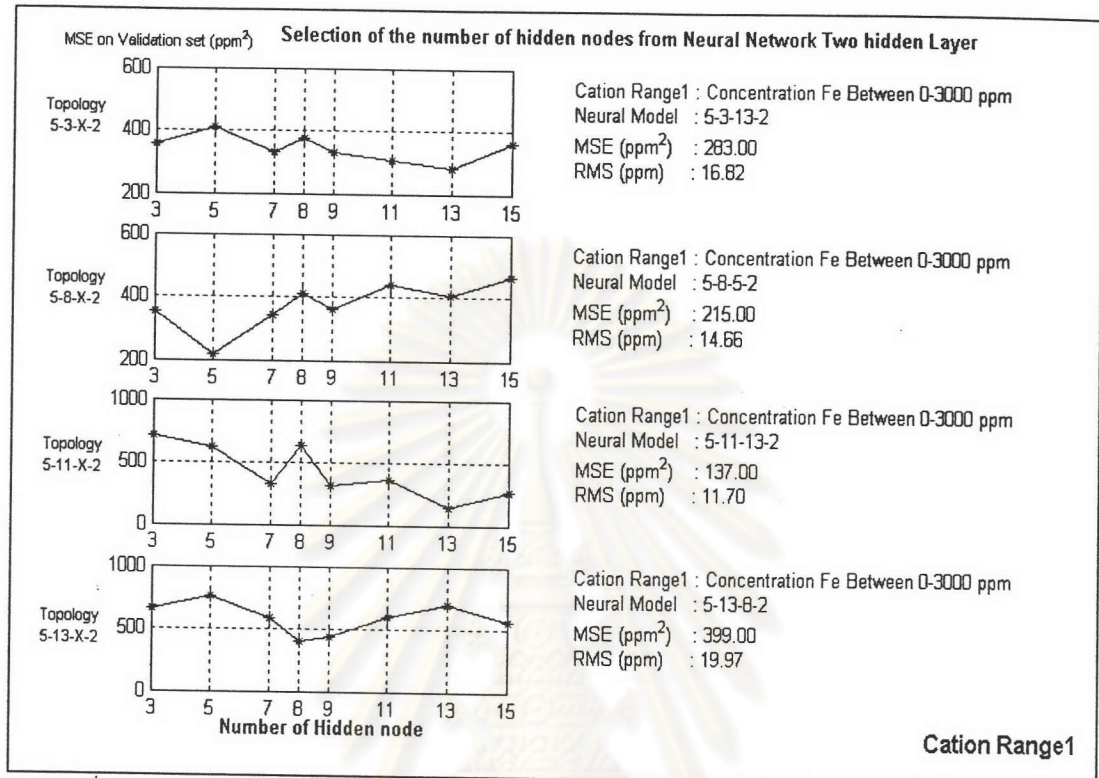 MSE on Validation set (ppm²) Selection of the number of hidden nodes from Neural Network Two hidden Layer
600
400
200
Topology
5-3-X-2
3 5 7 8 9 11 13 15
Cation Range1 : Concentration Fe Between 0-3000 ppm
Neural Model : 5-3-13-2
MSE (ppm²) : 283.00
RMS (ppm) : 16.82
600
400
200
Topology
5-8-X-2
3 5 7 8 9 11 13 15
Cation Range1 : Concentration Fe Between 0-3000 ppm
Neural Model : 5-8-5-2
MSE (ppm²) : 215.00
RMS (ppm) : 14.66
1000
500
0
Topology
5-11-X-2
3 5 7 8 9 11 13 15
Cation Range1 : Concentration Fe Between 0-3000 ppm
Neural Model : 5-11-13-2
MSE (ppm²) : 137.00
RMS (ppm) : 11.70
1000
500
0
Topology
5-13-X-2
3 5 7 8 9 11 13 15
Cation Range1 : Concentration Fe Between 0-3000 ppm
Neural Model : 5-13-8-2
MSE (ppm²) : 399.00
RMS (ppm) : 19.97
Number of Hidden node
Cation Range1